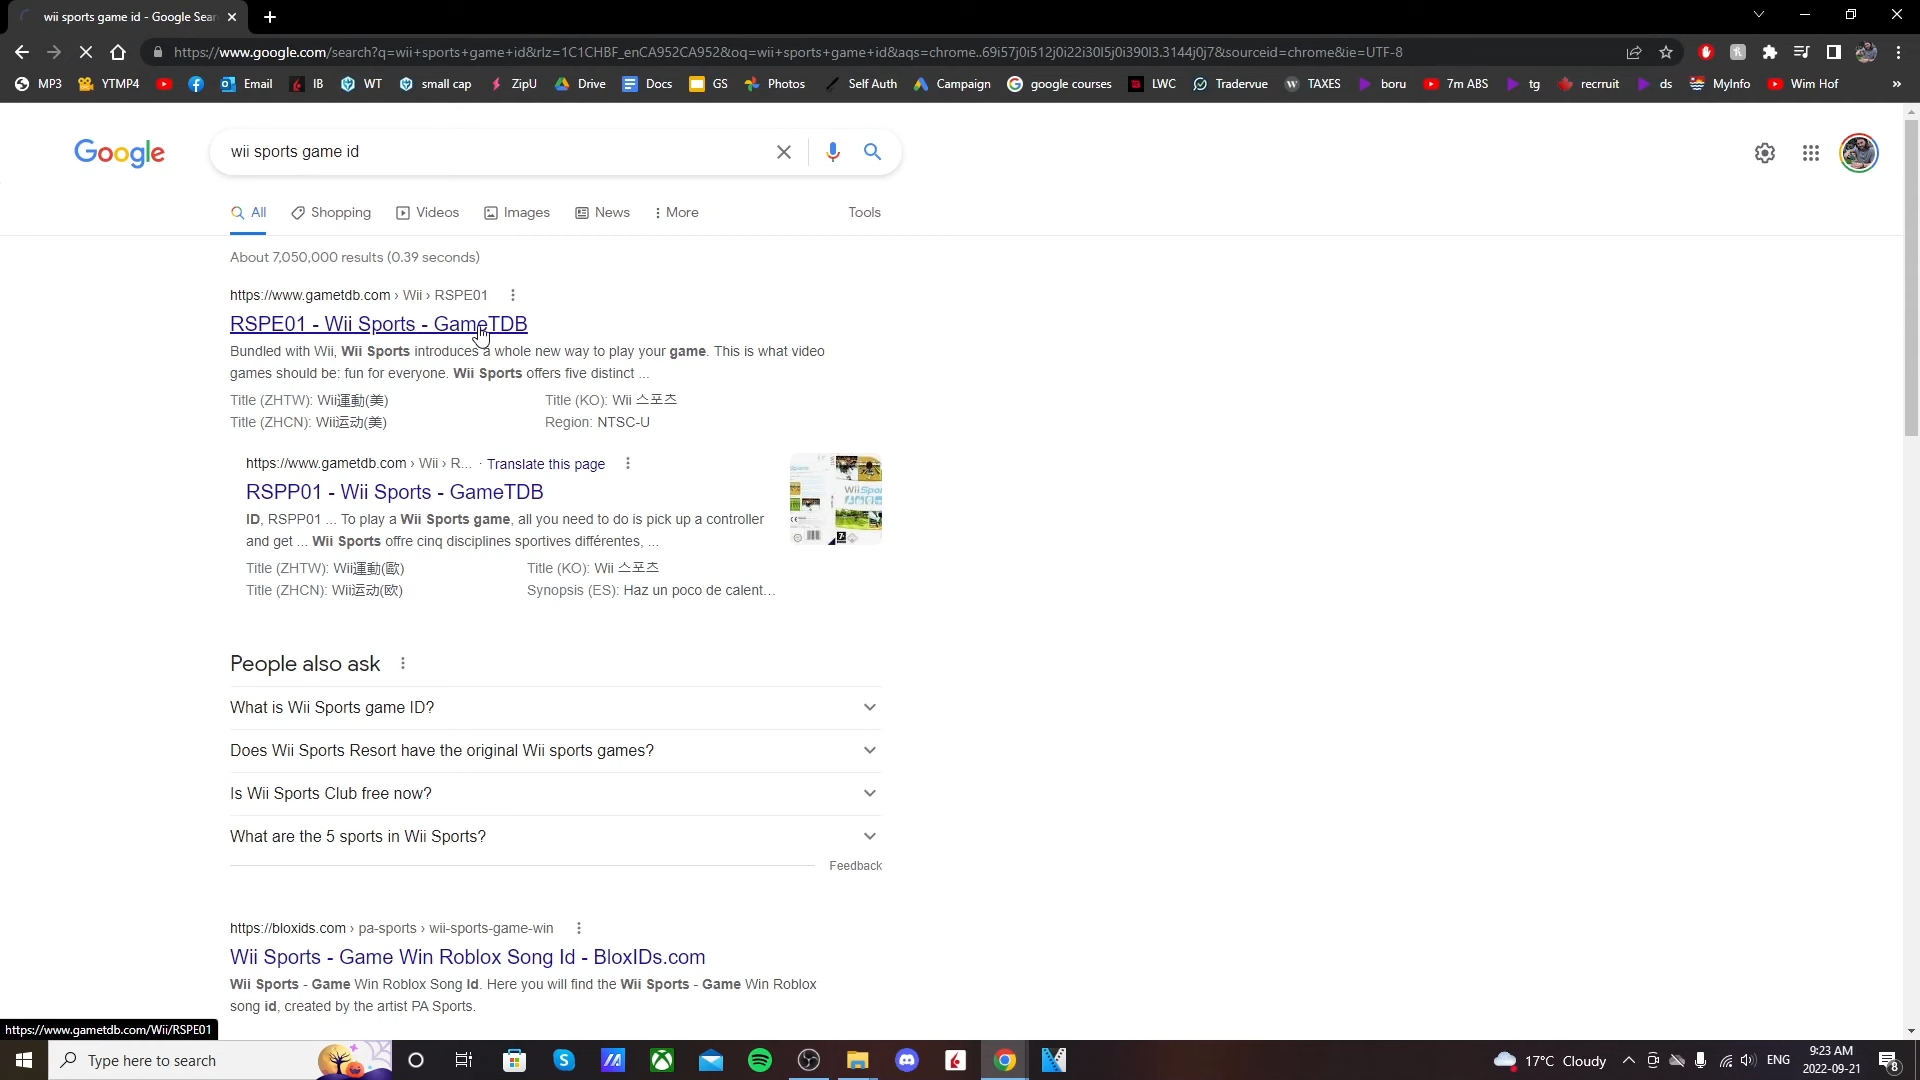 wii sports game id - Google Sear
https://www.google.com/search?q=wii+sports+game+id&rlz=1C1CHBF_enCA952CA952&oq=wii+sports+game+id&aqs=chrome..69i57j0i512j0i22i30l5j0i390l3.3144j0j7&sourceid=chrome&ie=UTF-8
MP3 YTMP4 Email IB WT small cap ZipU Drive Docs GS Photos Self Auth Campaign google courses LWC Tradervue TAXES boru 7m ABS tg recrruit ds MyInfo Wim Hof »
Google
wii sports game id
All Shopping Videos Images News More Tools
About 7,050,000 results (0.39 seconds)
https://www.gametdb.com › Wii › RSPE01
RSPE01 - Wii Sports - GameTDB
Bundled with Wii, Wii Sports introduces a whole new way to play your game. This is what video
games should be: fun for everyone. Wii Sports offers five distinct ...
Title (ZHTW): Wii運動(美) Title (KO): Wii 스포츠
Title (ZHCN): Wii运动(美) Region: NTSC-U
https://www.gametdb.com › Wii › R... · Translate this page
RSPP01 - Wii Sports - GameTDB
ID, RSPP01 ... To play a Wii Sports game, all you need to do is pick up a controller
and get ... Wii Sports offre cinq disciplines sportives différentes, ...
Title (ZHTW): Wii運動(歐) Title (KO): Wii 스포츠
Title (ZHCN): Wii运动(欧) Synopsis (ES): Haz un poco de calent...
People also ask
What is Wii Sports game ID?
Does Wii Sports Resort have the original Wii sports games?
Is Wii Sports Club free now?
What are the 5 sports in Wii Sports?
Feedback
https://bloxids.com › pa-sports › wii-sports-game-win
Wii Sports - Game Win Roblox Song Id - BloxIDs.com
Wii Sports - Game Win Roblox Song Id. Here you will find the Wii Sports - Game Win Roblox
song id, created by the artist PA Sports.
https://www.gametdb.com/Wii/RSPE01
Type here to search
17°C Cloudy
ENG
9:23 AM
2022-09-21
8